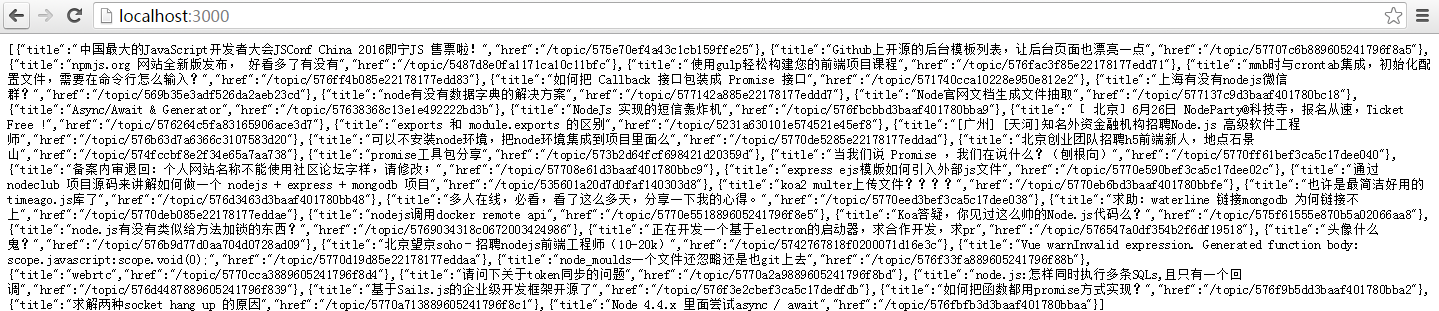 localhost:3000
[{"title":"中国最大的JavaScript开发者大会JSConf China 2016即宁JS 售票啦！","href":"/topic/575e70ef4a43c1cb159ffe25"},{"title":"Github上开源的后台模板列表，让后台页面也漂亮一点","href":"/topic/57707c6b889605241796f8a5"},
{"title":"npmjs.org 网站全新版发布， 好看多了有没有","href":"/topic/5487d8e0fa1171ca10c11bfc"},{"title":"使用gulp轻松构建您的前端项目课程","href":"/topic/576fac3f85e22178177edd71"},{"title":"mmb时与crontab集成，初始化配
置文件，需要在命令行怎么输入？","href":"/topic/576ff4b085e22178177edd83"},{"title":"如何把 Callback 接口包装成 Promise 接口","href":"/topic/571740cca10228e950e812e2"},{"title":"上海有没有nodejs微信
群？","href":"/topic/569b35e3adf526da2aeb23cd"},{"title":"node有没有数据字典的解决方案","href":"/topic/577142a885e22178177eddd7"},{"title":"Node官网文档生成文件抽取","href":"/topic/577137c9d3baaf401780bc18"},
{"title":"Async/Await & Generator","href":"/topic/57638368c13e1e492222bd3b"},{"title":"NodeJs 实现的短信轰炸机","href":"/topic/576fbcbbd3baaf401780bba9"},{"title":"[ 北京] 6月26日 NodeParty@科技寺，报名从速，Ticket
Free !","href":"/topic/576264c5fa83165906ace3d7"},{"title":"exports 和 module.exports 的区别","href":"/topic/5231a630101e574521e45ef8"},{"title":"[广州] [天河]知名外资金融机构招聘Node.js 高级软件工程
师","href":"/topic/576b63d7a6366c3107583d20"},{"title":"可以不安装node环境，把node环境集成到项目里面么","href":"/topic/5770de5285e22178177eddad"},{"title":"北京创业团队招聘h5前端新人，地点石景
山","href":"/topic/574fccbf8e2f34e65a7aa738"},{"title":"promise工具包分享","href":"/topic/573b2d64fcf698421d20359d"},{"title":"当我们说 Promise ，我们在说什么？（刨根向）","href":"/topic/5770ff61bef3ca5c17dee040"},
{"title":"备案内审退回：个人网站名称不能使用社区论坛字样，请修改；","href":"/topic/57708e61d3baaf401780bbc9"},{"title":"express ejs模版如何引入外部js文件","href":"/topic/5770e590bef3ca5c17dee02c"},{"title":"通过
nodeclub 项目源码来讲解如何做一个 nodejs + express + mongodb 项目","href":"/topic/535601a20d7d0faf140303d8"},{"title":"koa2 multer上传文件？？？？","href":"/topic/5770eb6bd3baaf401780bbfe"},{"title":"也许是最简洁好用的
timeago.js库了","href":"/topic/576d3463d3baaf401780bb48"},{"title":"多人在线，必看，看了这么多天，分享一下我的心得。","href":"/topic/5770eed3bef3ca5c17dee038"},{"title":"求助：waterline 链接mongodb 为何链接不
上","href":"/topic/5770deb085e22178177eddae"},{"title":"nodejs调用docker remote api","href":"/topic/5770e551889605241796f8e5"},{"title":"Koa答疑，你见过这么帅的Node.js代码么？","href":"/topic/575f61555e870b5a02066aa8"},
{"title":"node.js有没有类似给方法加锁的东西？","href":"/topic/5769034318c0672003424986"},{"title":"正在开发一个基于electron的启动器，求合作开发，求pr","href":"/topic/576547a0df354b2f6df19518"},{"title":"头像什么
鬼？","href":"/topic/576b9d77d0aa704d0728ad09"},{"title":"北京望京soho－招聘nodejs前端工程师（10-20k）","href":"/topic/5742767818f0200071d16e3c"},{"title":"Vue warnInvalid expression. Generated function body:
scope.javascript:scope.void(0);","href":"/topic/5770d19d85e22178177eddaa"},{"title":"node_moulds一个文件还忽略还是也git上去","href":"/topic/576f33fa889605241796f88b"},
{"title":"webrtc","href":"/topic/5770cca3889605241796f8d4"},{"title":"请问下关于token同步的问题","href":"/topic/5770a2a9889605241796f8bd"},{"title":"node.js:怎样同时执行多条SQLs,且只有一个回
调","href":"/topic/576d4487889605241796f839"},{"title":"基于Sails.js的企业级开发框架开源了","href":"/topic/576f3e2cbef3ca5c17dedfdb"},{"title":"如何把函数都用promise方式实现？","href":"/topic/576f9b5dd3baaf401780bba2"},
{"title":"求解两种socket hang up 的原因","href":"/topic/5770a713889605241796f8c1"},{"title":"Node 4.4.x 里面尝试async / await","href":"/topic/576fbfb3d3baaf401780bbaa"}]